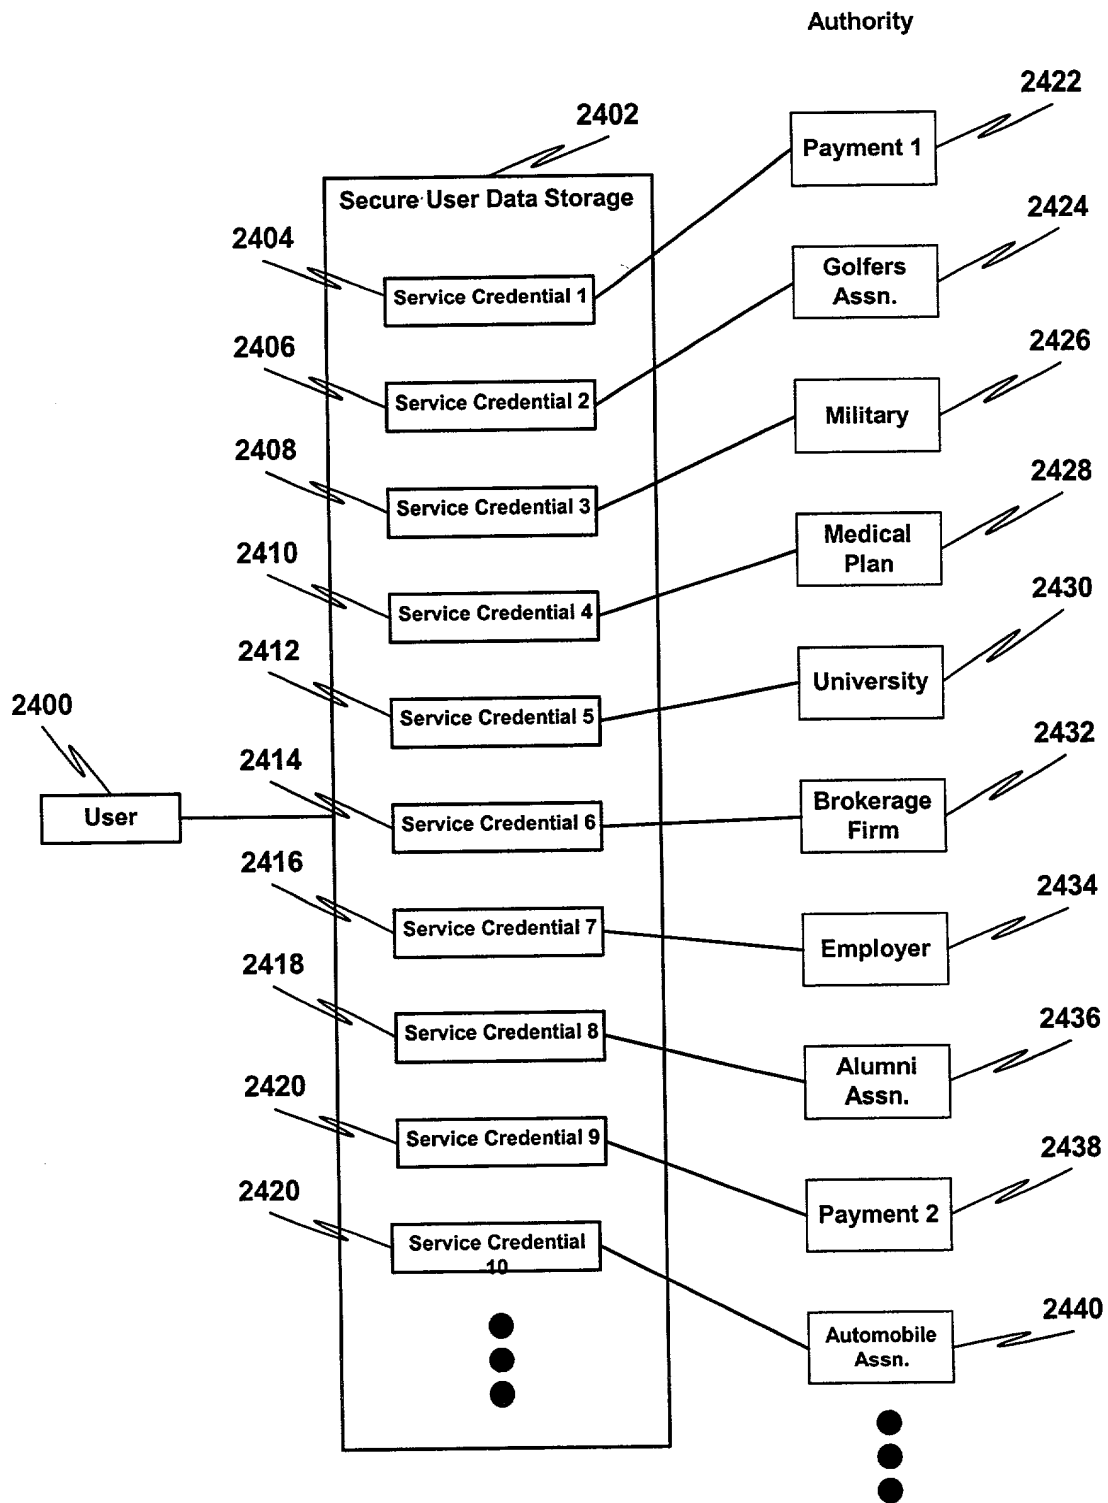 Authority
2422
2402
Payment 1
Secure User Data Storage
2424
2404
Golfers
Assn.
Service Credential 1
2426
2406
Service Credential 2
Military
2408
2428
Service Credential 3
Medical
Plan
2410
2430
Service Credential 4
2412
University
2400
Service Credential 5
2432
2414
User
Brokerage
Firm
Service Credential 6
2416
2434
Service Credential 7
Employer
2418
2436
Service Credential 8
Alumni
Assn.
2420
2438
Service Credential 9
2420
Payment 2
Service Credential
10
2440
Automobile
Assn.